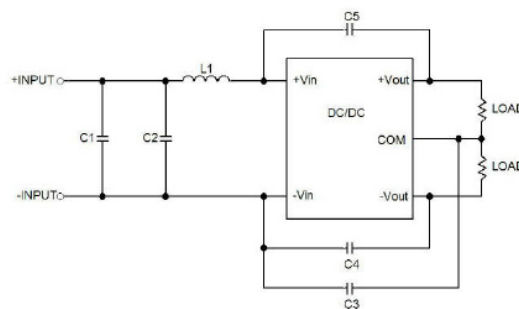 C5
L1
+INPUT
+Vin
+Vout
LOAD
DC/DC
C1
C2
COM
LOAD
-INPUT
-Vin
-Vout
C4
C3